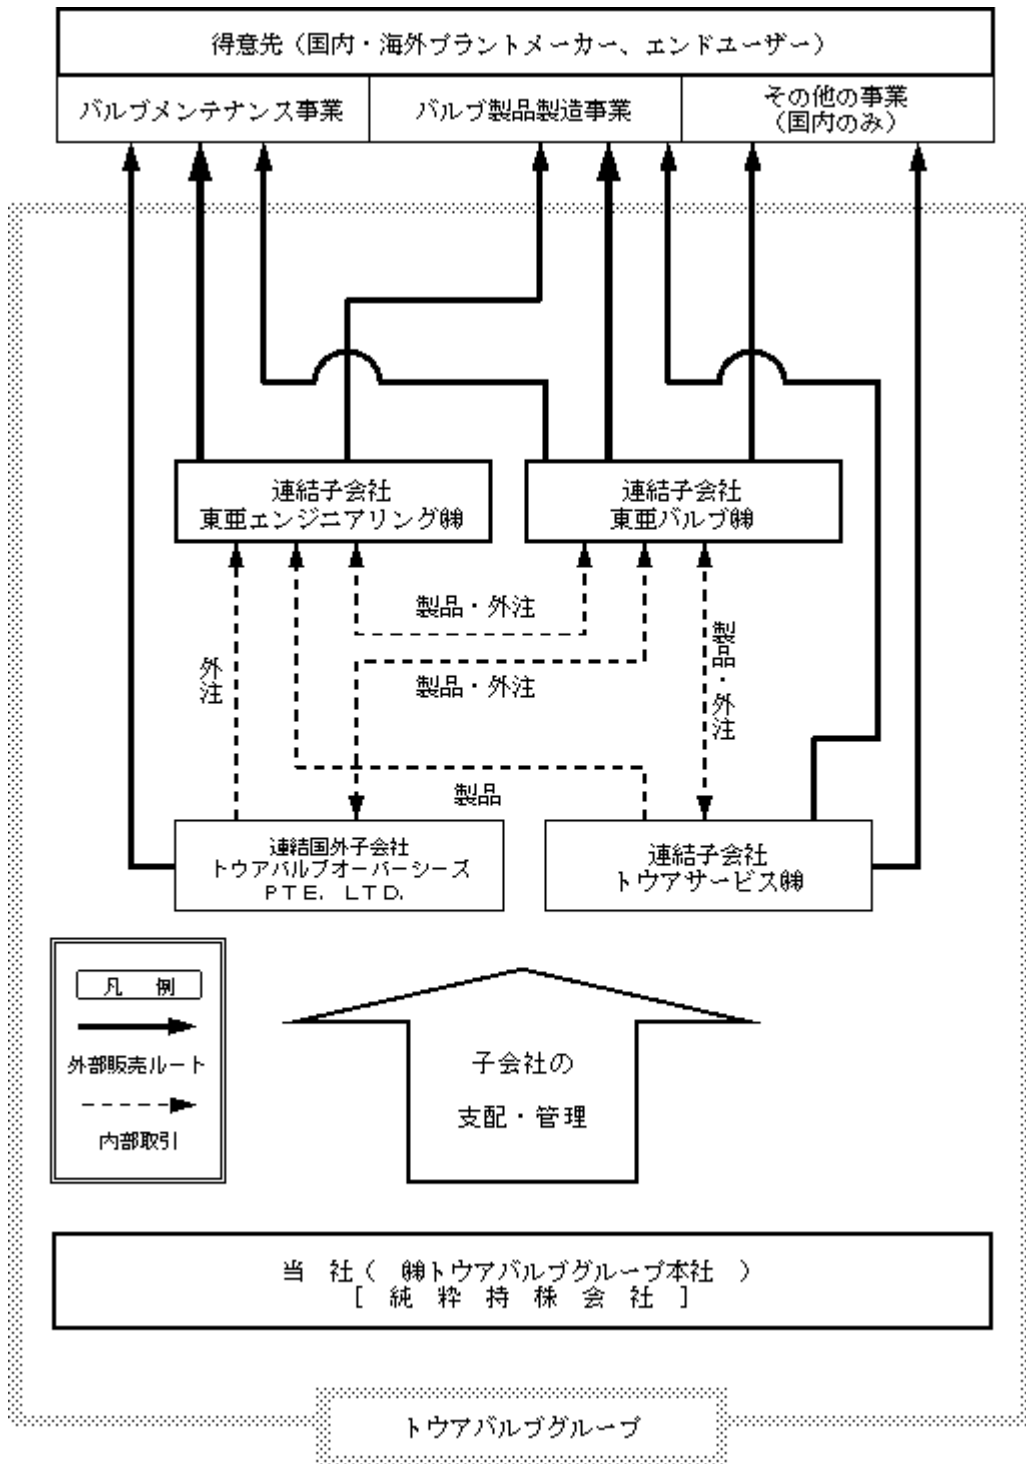 得意先（国内・海外プラントメーカー、エンドユーザー）
バルブメンテナンス事業
バルブ製品製造事業
その他の事業
（国内のみ）
連結子会社
東亜エンジニアリング㈱
連結子会社
東亜バルブ㈱
製品・外注
製品・外注
外注
製品・外注
製品
連結国外子会社
トウアバルブオーバーシーズ
ＰＴＥ．ＬＴＤ．
連結子会社
トウアサービス㈱
凡　例
外部販売ルート
内部取引
子会社の
支配・管理
当　社（　㈱トウアバルブグループ本社　）
［　純　粋　持　株　会　社　］
トウアバルブグループ